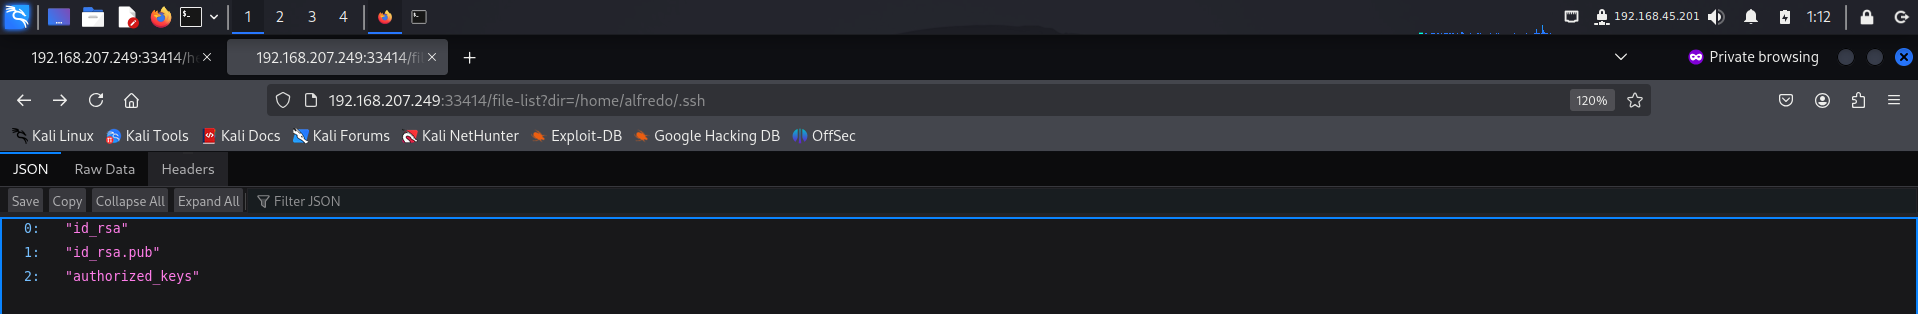 1 2 3 4 192.168.45.201 1:12
192.168.207.249:33414/he 192.168.207.249:33414/fil Private browsing
192.168.207.249:33414/file-list?dir=/home/alfredo/.ssh 120%
Kali Linux Kali Tools Kali Docs Kali Forums Kali NetHunter Exploit-DB Google Hacking DB OffSec
JSON Raw Data Headers
Save Copy Collapse All Expand All Filter JSON
0: "id_rsa"
1: "id_rsa.pub"
2: "authorized_keys"